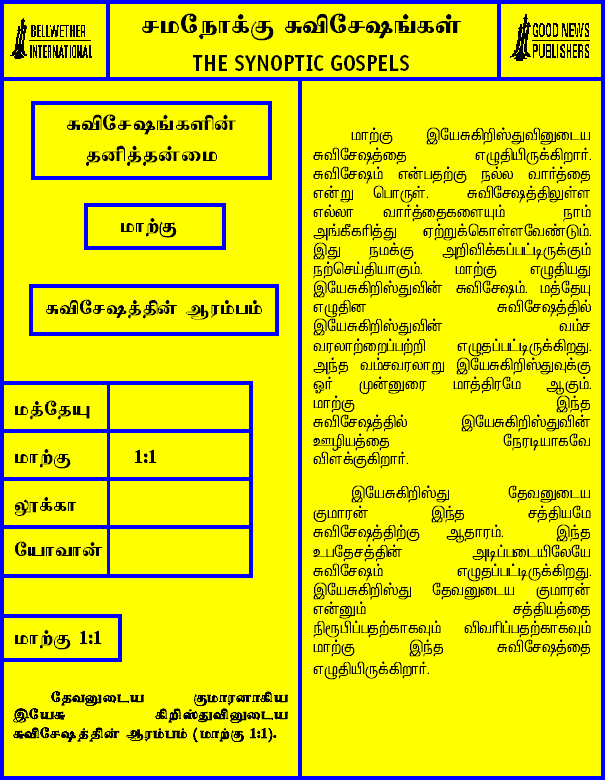 BELLWETHER
INTERNATIONAL
சமநோக்கு சுவிசேஷங்கள்
THE SYNOPTIC GOSPELS
GOOD NEWS
PUBLISHERS
சுவிசேஷங்களின்
தனித்தன்மை
மாற்கு
சுவிசேஷத்தின் ஆரம்பம்
மத்தேயு
மாற்கு 1:1
லூக்கா
யோவான்
மாற்கு 1:1
தேவனுடைய குமாரனாகிய
இயேசு கிறிஸ்துவினுடைய
சுவிசேஷத்தின் ஆரம்பம் (மாற்கு 1:1).
மாற்கு இயேசுகிறிஸ்துவினுடைய
சுவிசேஷத்தை எழுதியிருக்கிறார்.
சுவிசேஷம் என்பதற்கு நல்ல வார்த்தை
என்று பொருள். சுவிசேஷத்திலுள்ள
எல்லா வார்த்தைகளையும் நாம்
அங்கீகரித்து ஏற்றுக்கொள்ளவேண்டும்.
இது நமக்கு அறிவிக்கப்பட்டிருக்கும்
நற்செய்தியாகும். மாற்கு எழுதியது
இயேசுகிறிஸ்துவின் சுவிசேஷம். மத்தேயு
எழுதின சுவிசேஷத்தில்
இயேசுகிறிஸ்துவின் வம்ச
வரலாற்றைப்பற்றி எழுதப்பட்டிருக்கிறது.
அந்த வம்சவரலாறு இயேசுகிறிஸ்துவுக்கு
ஓர் முன்னுரை மாத்திரமே ஆகும்.
மாற்கு இந்த
சுவிசேஷத்தில் இயேசுகிறிஸ்துவின்
ஊழியத்தை நேரடியாகவே
விளக்குகிறார்.
இயேசுகிறிஸ்து தேவனுடைய
குமாரன் இந்த சத்தியமே
சுவிசேஷத்திற்கு ஆதாரம். இந்த
உபதேசத்தின் அடிப்படையிலேயே
சுவிசேஷம் எழுதப்பட்டிருக்கிறது.
இயேசுகிறிஸ்து தேவனுடைய குமாரன்
என்னும் சத்தியத்தை
நிரூபிப்பதற்காகவும் விவரிப்பதற்காகவும்
மாற்கு இந்த சுவிசேஷத்தை
எழுதியிருக்கிறார்.